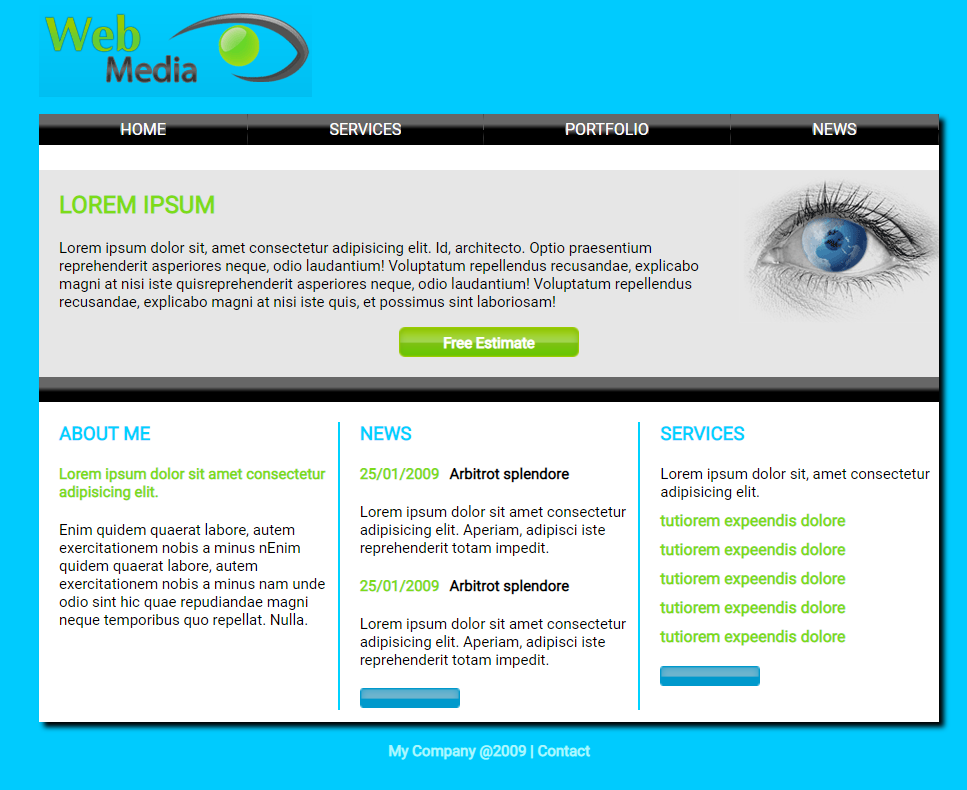 Web
Media
HOME SERVICES PORTFOLIO NEWS
LOREM IPSUM
Lorem ipsum dolor sit, amet consectetur adipisicing elit. Id, architecto. Optio praesentium
reprehenderit asperiores neque, odio laudantium! Voluptatum repellendus recusandae, explicabo
magni at nisi iste quisreprehenderit asperiores neque, odio laudantium! Voluptatum repellendus
recusandae, explicabo magni at nisi iste quis, et possimus sint laboriosam!
Free Estimate
ABOUT ME
Lorem ipsum dolor sit amet consectetur
adipisicing elit.
Enim quidem quaerat labore, autem
exercitationem nobis a minus nEnim
quidem quaerat labore, autem
exercitationem nobis a minus nam unde
odio sint hic quae repudiandae magni
neque temporibus quo repellat. Nulla.
NEWS
25/01/2009 Arbitrot splendore
Lorem ipsum dolor sit amet consectetur
adipisicing elit. Aperiam, adipisci iste
reprehenderit totam impedit.
25/01/2009 Arbitrot splendore
Lorem ipsum dolor sit amet consectetur
adipisicing elit. Aperiam, adipisci iste
reprehenderit totam impedit.
SERVICES
Lorem ipsum dolor sit, amet consectetur
adipisicing elit.
tutiorem expeendis dolore
tutiorem expeendis dolore
tutiorem expeendis dolore
tutiorem expeendis dolore
tutiorem expeendis dolore
My Company @2009 | Contact